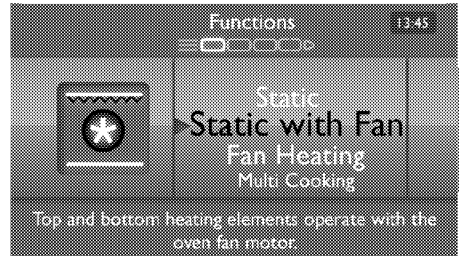 Functions
13:45
Static
Static with Fan
Fan Heating
Multi Cooking
Top and bottom heating elements operate with the
oven fan motor.